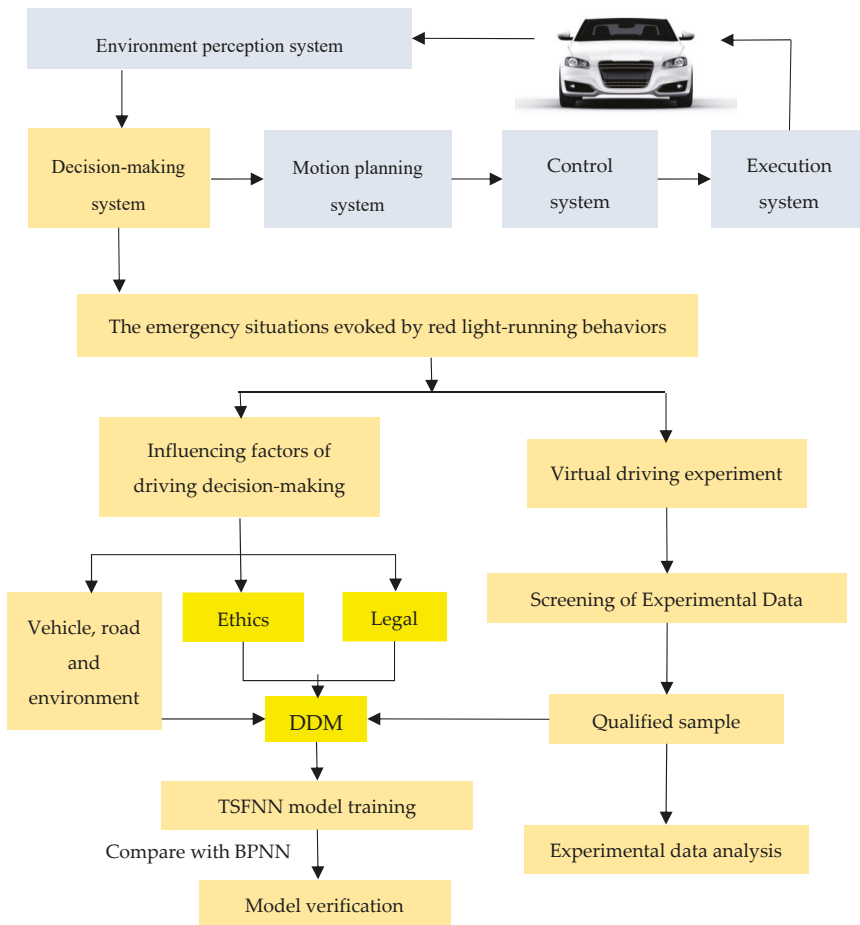 Environment perception system
Decision-making
system
Motion planning
system
Control
system
Execution
system
The emergency situations evoked by red light-running behaviors
Influencing factors of
driving decision-making
Virtual driving experiment
Vehicle, road
and
environment
Ethics
Legal
Screening of Experimental Data
DDM
Qualified sample
TSFNN model training
Compare with BPNN
Experimental data analysis
Model verification